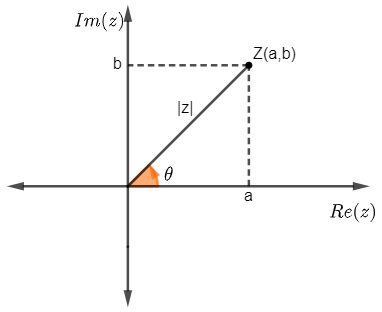 Im(z)
b
Z(a,b)
|z|
θ
a
Re(z)